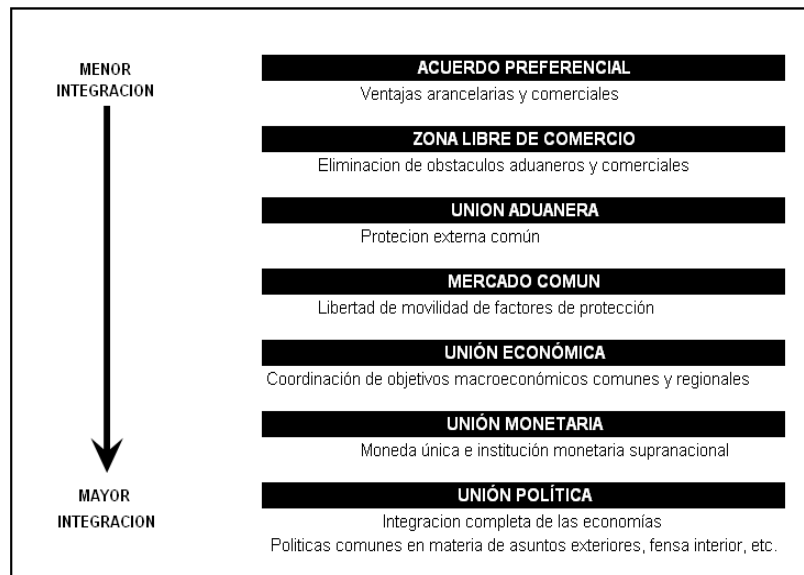 MENOR
INTEGRACION
ACUERDO PREFERENCIAL
Ventajas arancelarias y comerciales
ZONA LIBRE DE COMERCIO
Eliminacion de obstaculos aduaneros y comerciales
UNION ADUANERA
Protecion externa común
MERCADO COMUN
Libertad de movilidad de factores de protección
UNIÓN ECONÓMICA
Coordinación de objetivos macroeconómicos comunes y regionales
UNIÓN MONETARIA
Moneda única e institución monetaria supranacional
MAYOR
INTEGRACION
UNIÓN POLÍTICA
Integracion completa de las economías
Politicas comunes en materia de asuntos exteriores, fensa interior, etc.